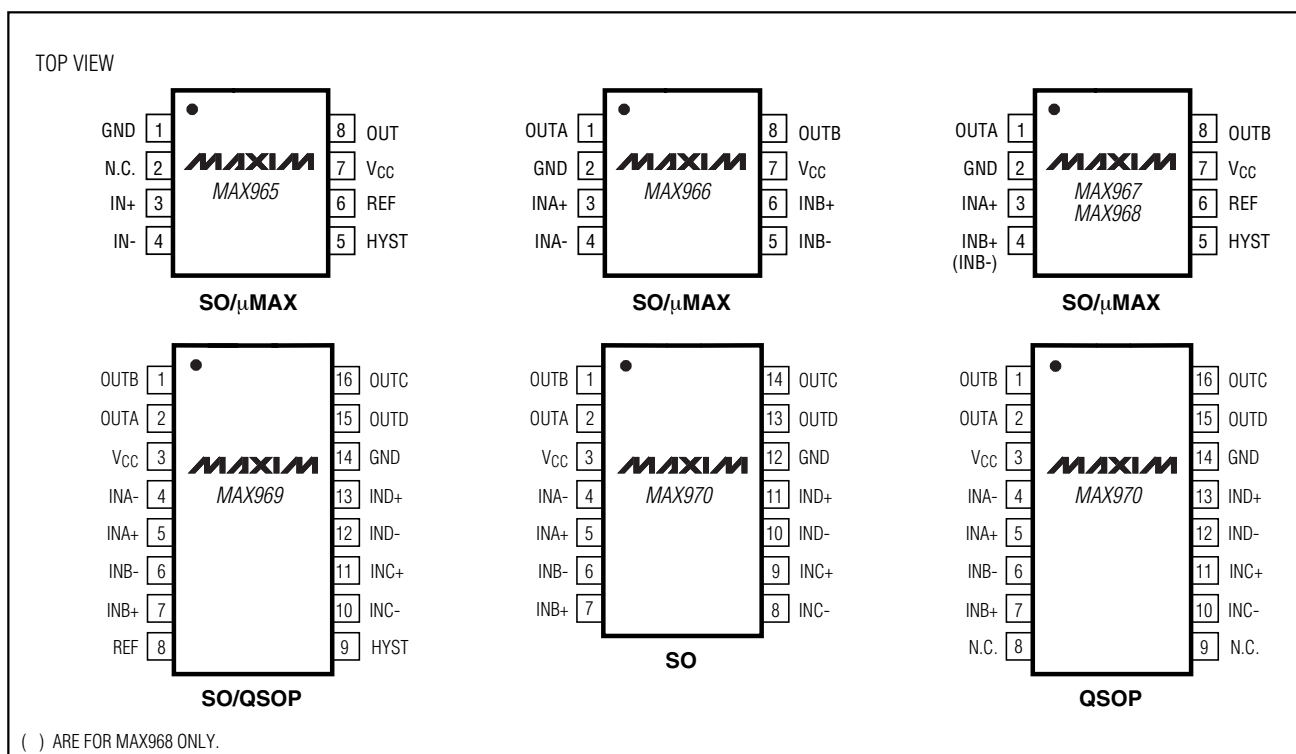 TOP VIEW
GND 1
N.C. 2
IN+ 3
IN- 4
MAXIM
MAX965
8 OUT
7 VCC
6 REF
5 HYST
SO/μMAX
OUTA 1
GND 2
INA+ 3
INA- 4
MAXIM
MAX966
8 OUTB
7 VCC
6 INB+
5 INB-
SO/μMAX
OUTA 1
GND 2
INA+ 3
INB+ 4
(INB-)
MAXIM
MAX967
MAX968
8 OUTB
7 VCC
6 REF
5 HYST
SO/μMAX
OUTB 1
OUTA 2
VCC 3
INA- 4
INA+ 5
INB- 6
INB+ 7
REF 8
MAXIM
MAX969
16 OUTC
15 OUTD
14 GND
13 IND+
12 IND-
11 INC+
10 INC-
9 HYST
SO/QSOP
OUTB 1
OUTA 2
VCC 3
INA- 4
INA+ 5
INB- 6
INB+ 7
MAXIM
MAX970
14 OUTC
13 OUTD
12 GND
11 IND+
10 IND-
9 INC+
8 INC-
SO
OUTB 1
OUTA 2
VCC 3
INA- 4
INA+ 5
INB- 6
INB+ 7
N.C. 8
MAXIM
MAX970
16 OUTC
15 OUTD
14 GND
13 IND+
12 IND-
11 INC+
10 INC-
9 N.C.
QSOP
( ) ARE FOR MAX968 ONLY.